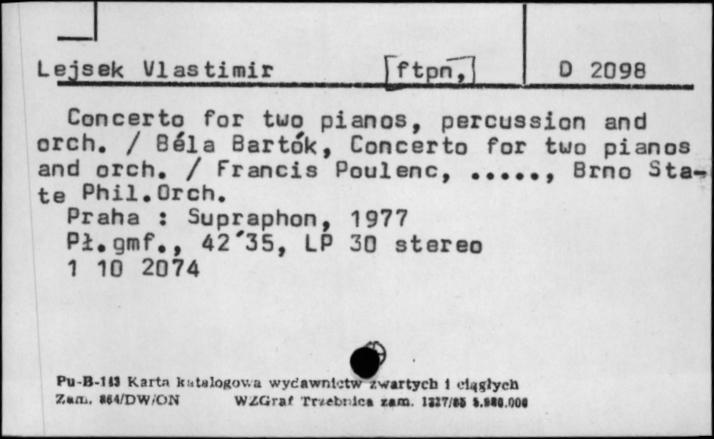 Lejsek Vlastimir [ftpn,] D 2098
Concerto for two pianos, percussion and
orch. / Béla Bartók, Concerto for two pianos
and orch. / Francis Poulenc, ....., Brno Sta-
te Phil.Orch.
Praha : Supraphon, 1977
Pł.gmf., 42´35, LP 30 stereo
1 10 2074
Pu-B-113 Karta katalogowa wydawnictw zwartych i ciągłych
Zam. 864/DW/ON WZGraf Trzebnica zam. 1327/85 5.980.000